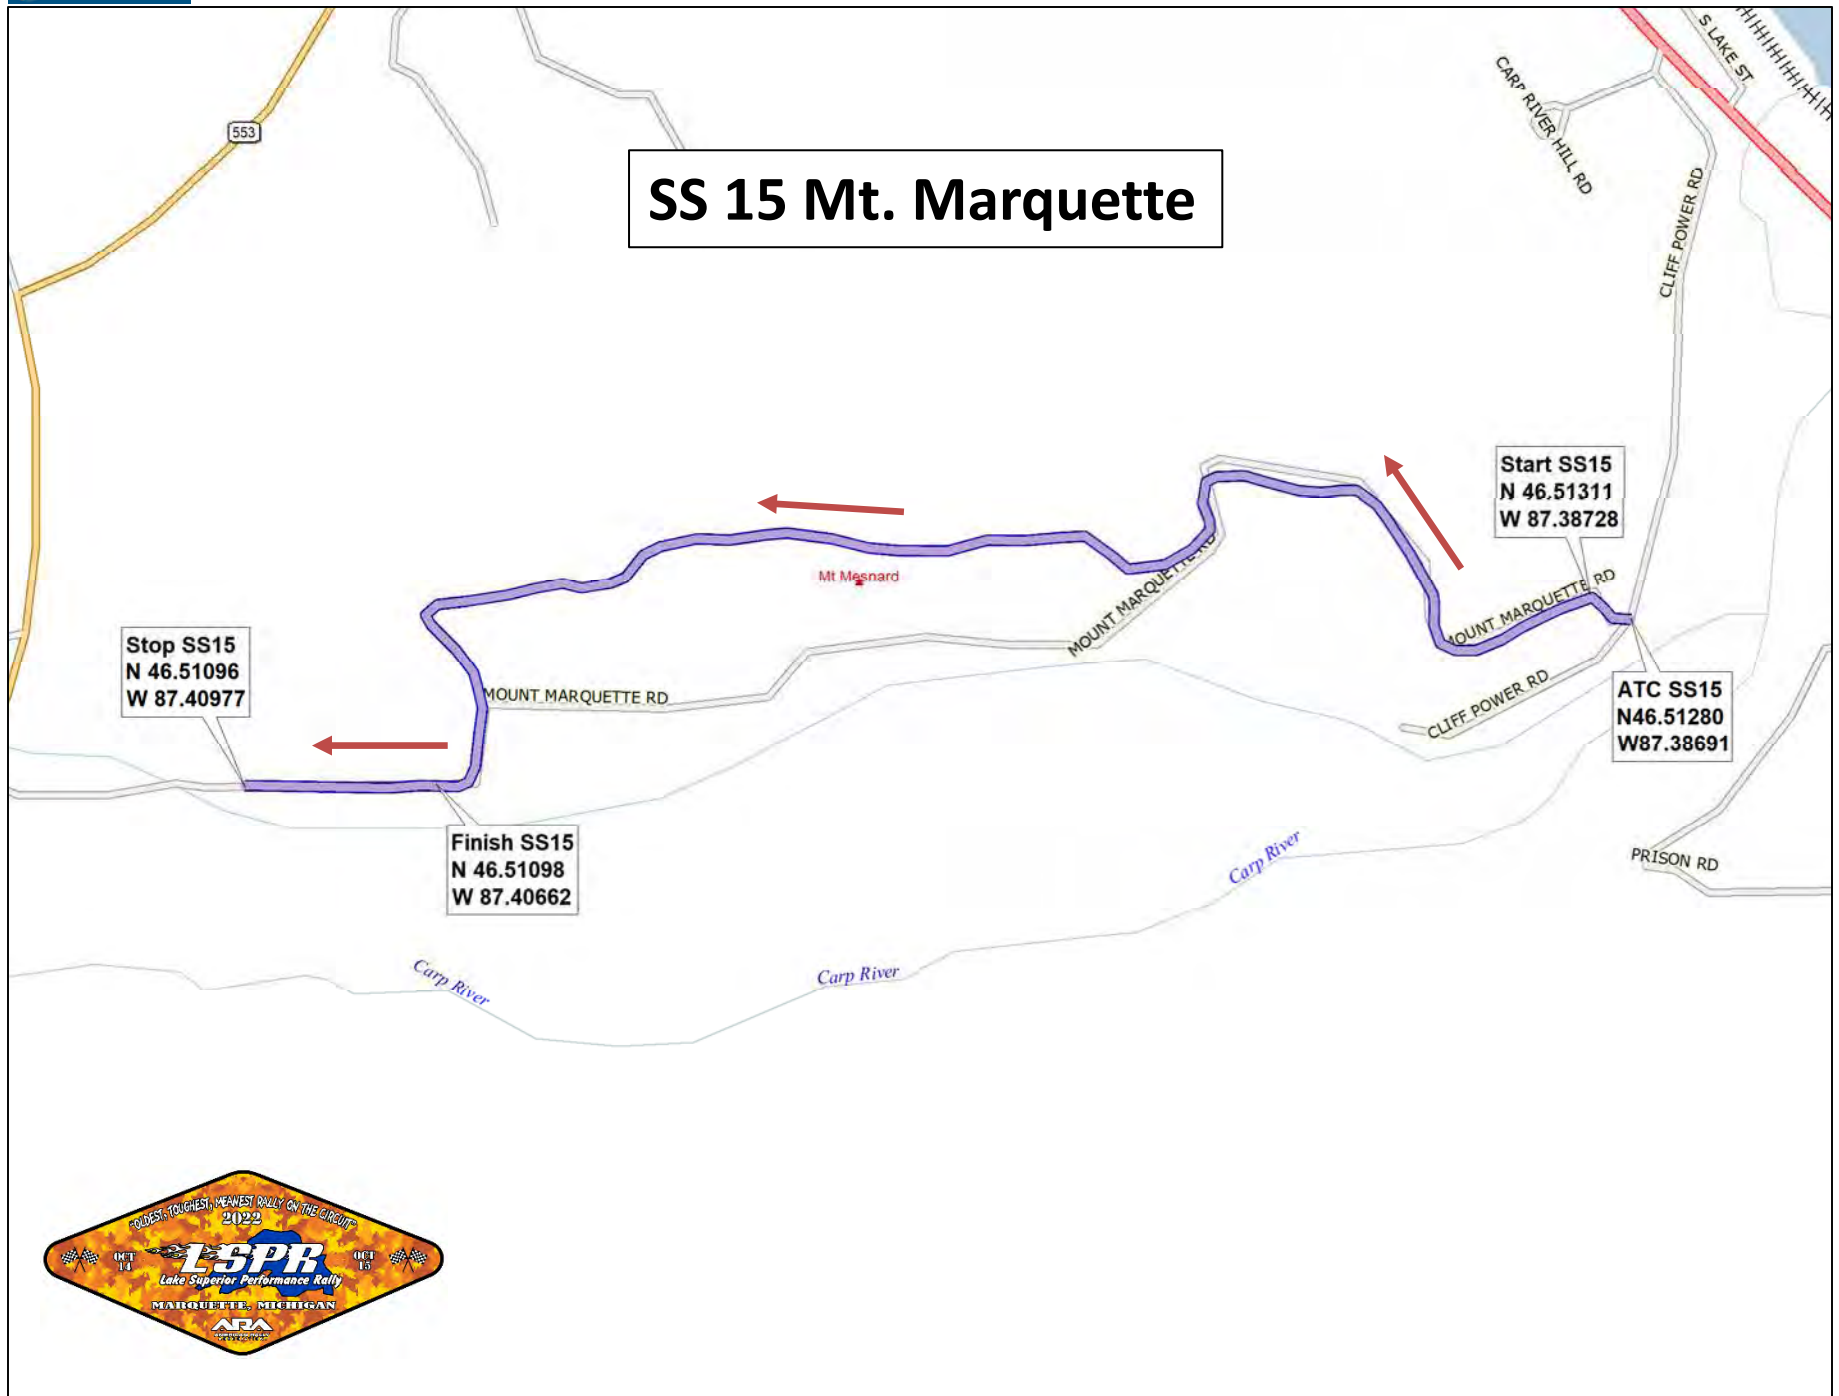 553
S LAKE ST
CARP RIVER HILL RD
CLIFF POWER RD
SS 15 Mt. Marquette
Start SS15
N 46.51311
W 87.38728
Mt Mesnard
MOUNT MARQUETTE RD
MOUNT MARQUETTE RD
Stop SS15
N 46.51096
W 87.40977
MOUNT MARQUETTE RD
CLIFF POWER RD
ATC SS15
N46.51280
W87.38691
Finish SS15
N 46.51098
W 87.40662
PRISON RD
Carp River
Carp River
Carp River
"OLDEST, TOUGHEST, MEANEST RALLY ON THE CIRCUIT"
2022
OCT
14
LSPR
OCT
15
Lake Superior Performance Rally
MARQUETTE, MICHIGAN
ARA